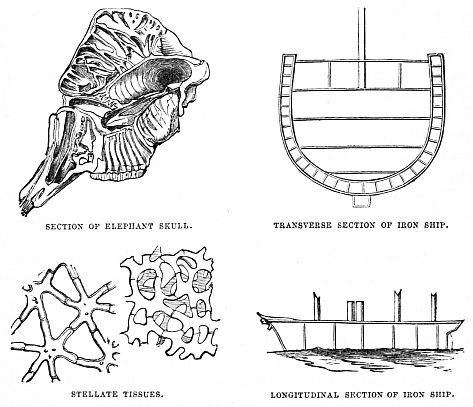 SECTION OF ELEPHANT SKULL.
TRANSVERSE SECTION OF IRON SHIP.
STELLATE TISSUES.
LONGITUDINAL SECTION OF IRON SHIP.